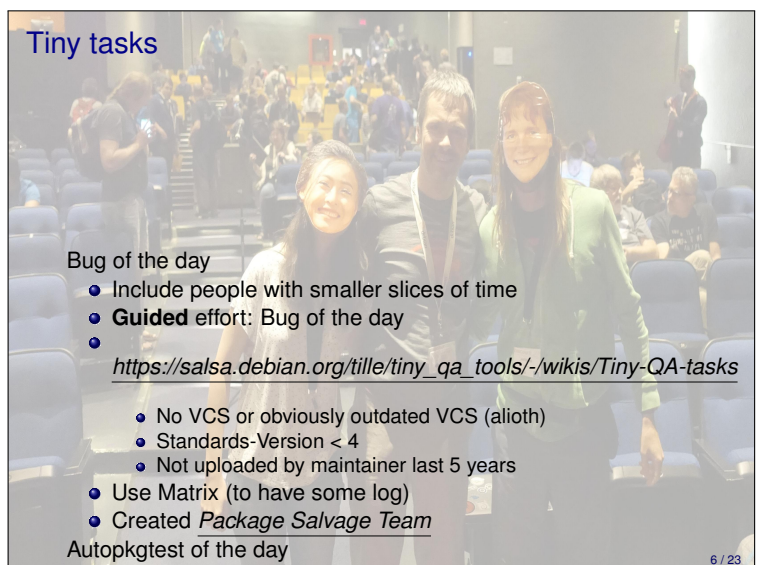 Tiny tasks
Bug of the day
Include people with smaller slices of time
Guided effort: Bug of the day
https://salsa.debian.org/tille/tiny_qa_tools/-/wikis/Tiny-QA-tasks
No VCS or obviously outdated VCS (alioth)
Standards-Version < 4
Not uploaded by maintainer last 5 years
Use Matrix (to have some log)
Created Package Salvage Team
Autopkgtest of the day
6 / 23